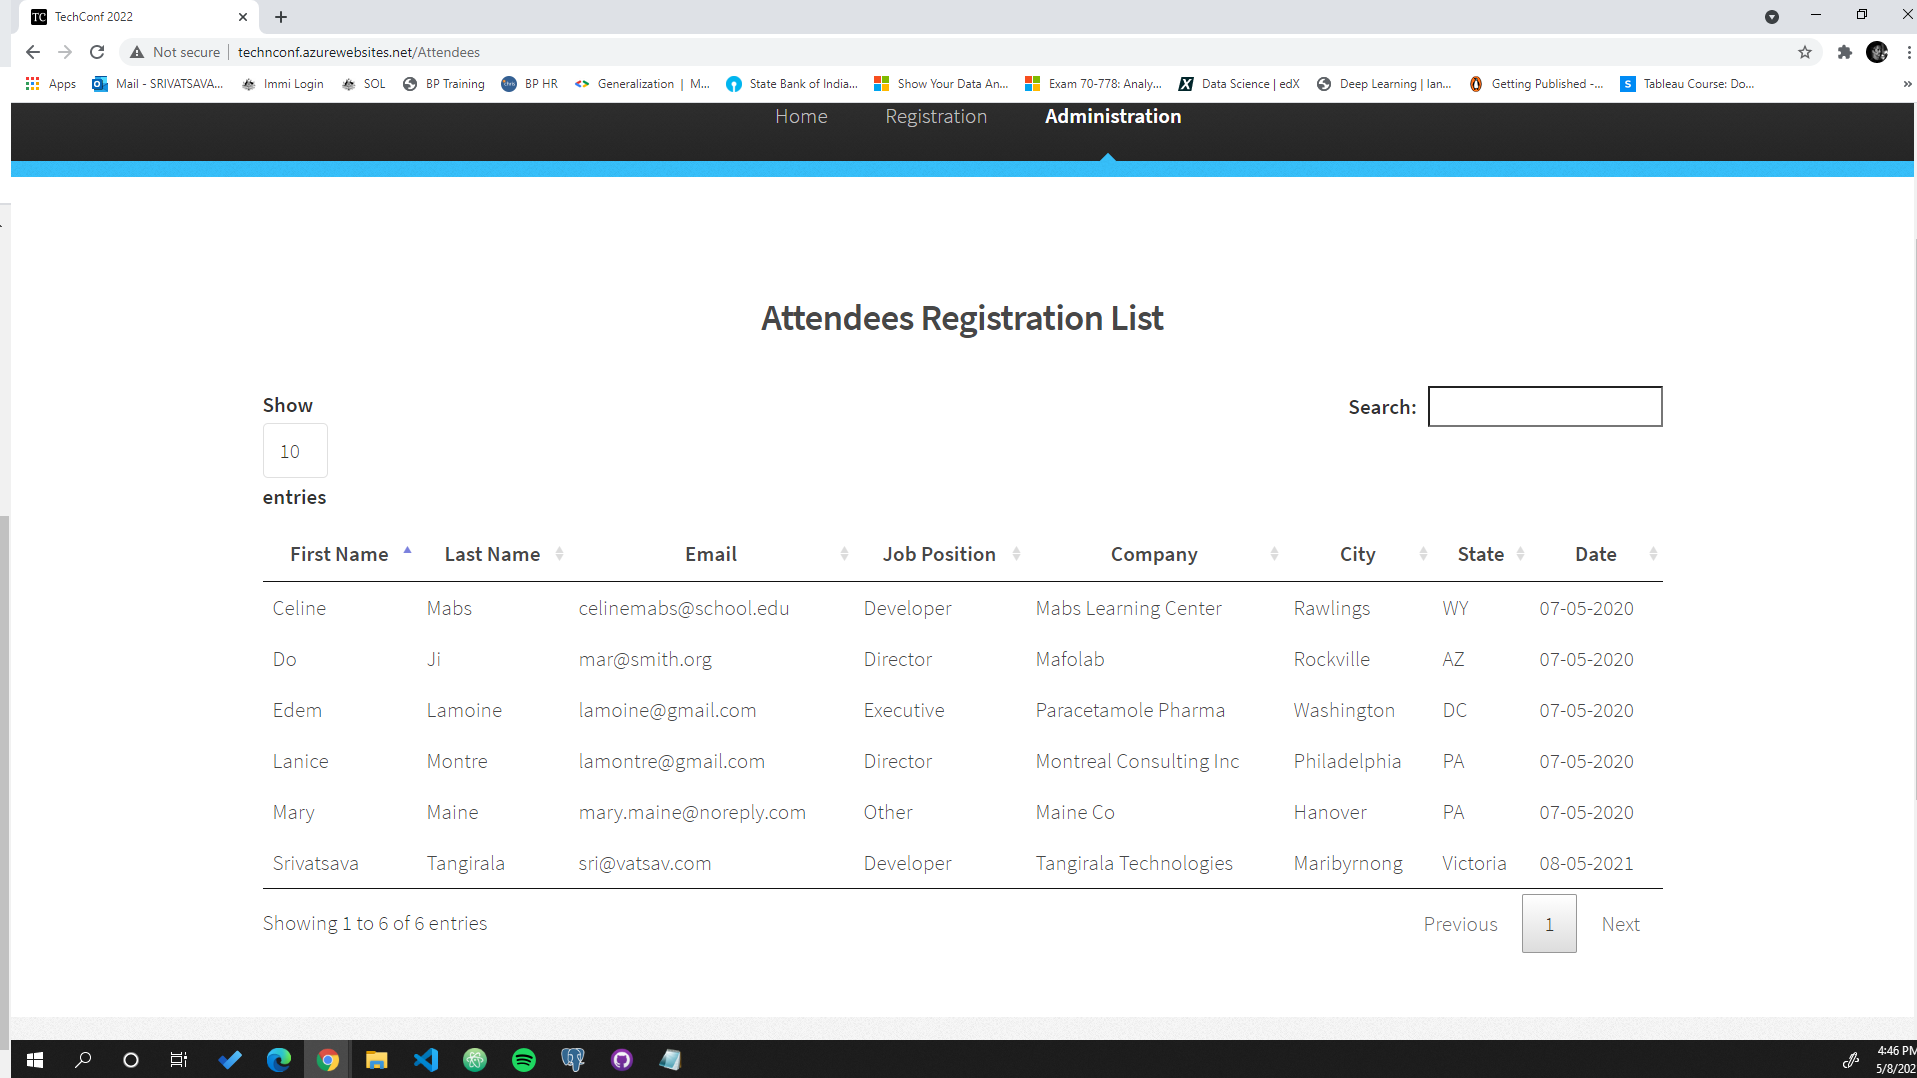 TC TechConf 2022
Not secure technconf.azurewebsites.net/Attendees
Apps Mail - SRIVATSAVA... Immi Login SOL BP Training BP HR Generalization | M... State Bank of India... Show Your Data An... Exam 70-778: Analy... Data Science | edX Deep Learning | Ian... Getting Published -... S Tableau Course: Do... »
Home Registration Administration
Attendees Registration List
Show
10
entries
Search:
First Name Last Name Email Job Position Company City State Date
Celine Mabs celinemabs@school.edu Developer Mabs Learning Center Rawlings WY 07-05-2020
Do Ji mar@smith.org Director Mafolab Rockville AZ 07-05-2020
Edem Lamoine lamoine@gmail.com Executive Paracetamole Pharma Washington DC 07-05-2020
Lanice Montre lamontre@gmail.com Director Montreal Consulting Inc Philadelphia PA 07-05-2020
Mary Maine mary.maine@noreply.com Other Maine Co Hanover PA 07-05-2020
Srivatsava Tangirala sri@vatsav.com Developer Tangirala Technologies Maribyrnong Victoria 08-05-2021
Showing 1 to 6 of 6 entries
Previous 1 Next
4:46 PM
5/8/202